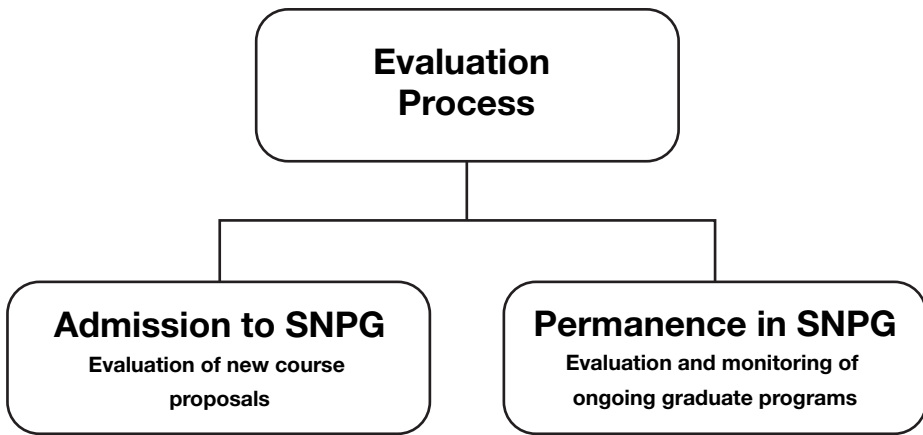 Evaluation
Process
Admission to SNPG
Evaluation of new course
proposals
Permanence in SNPG
Evaluation and monitoring of
ongoing graduate programs